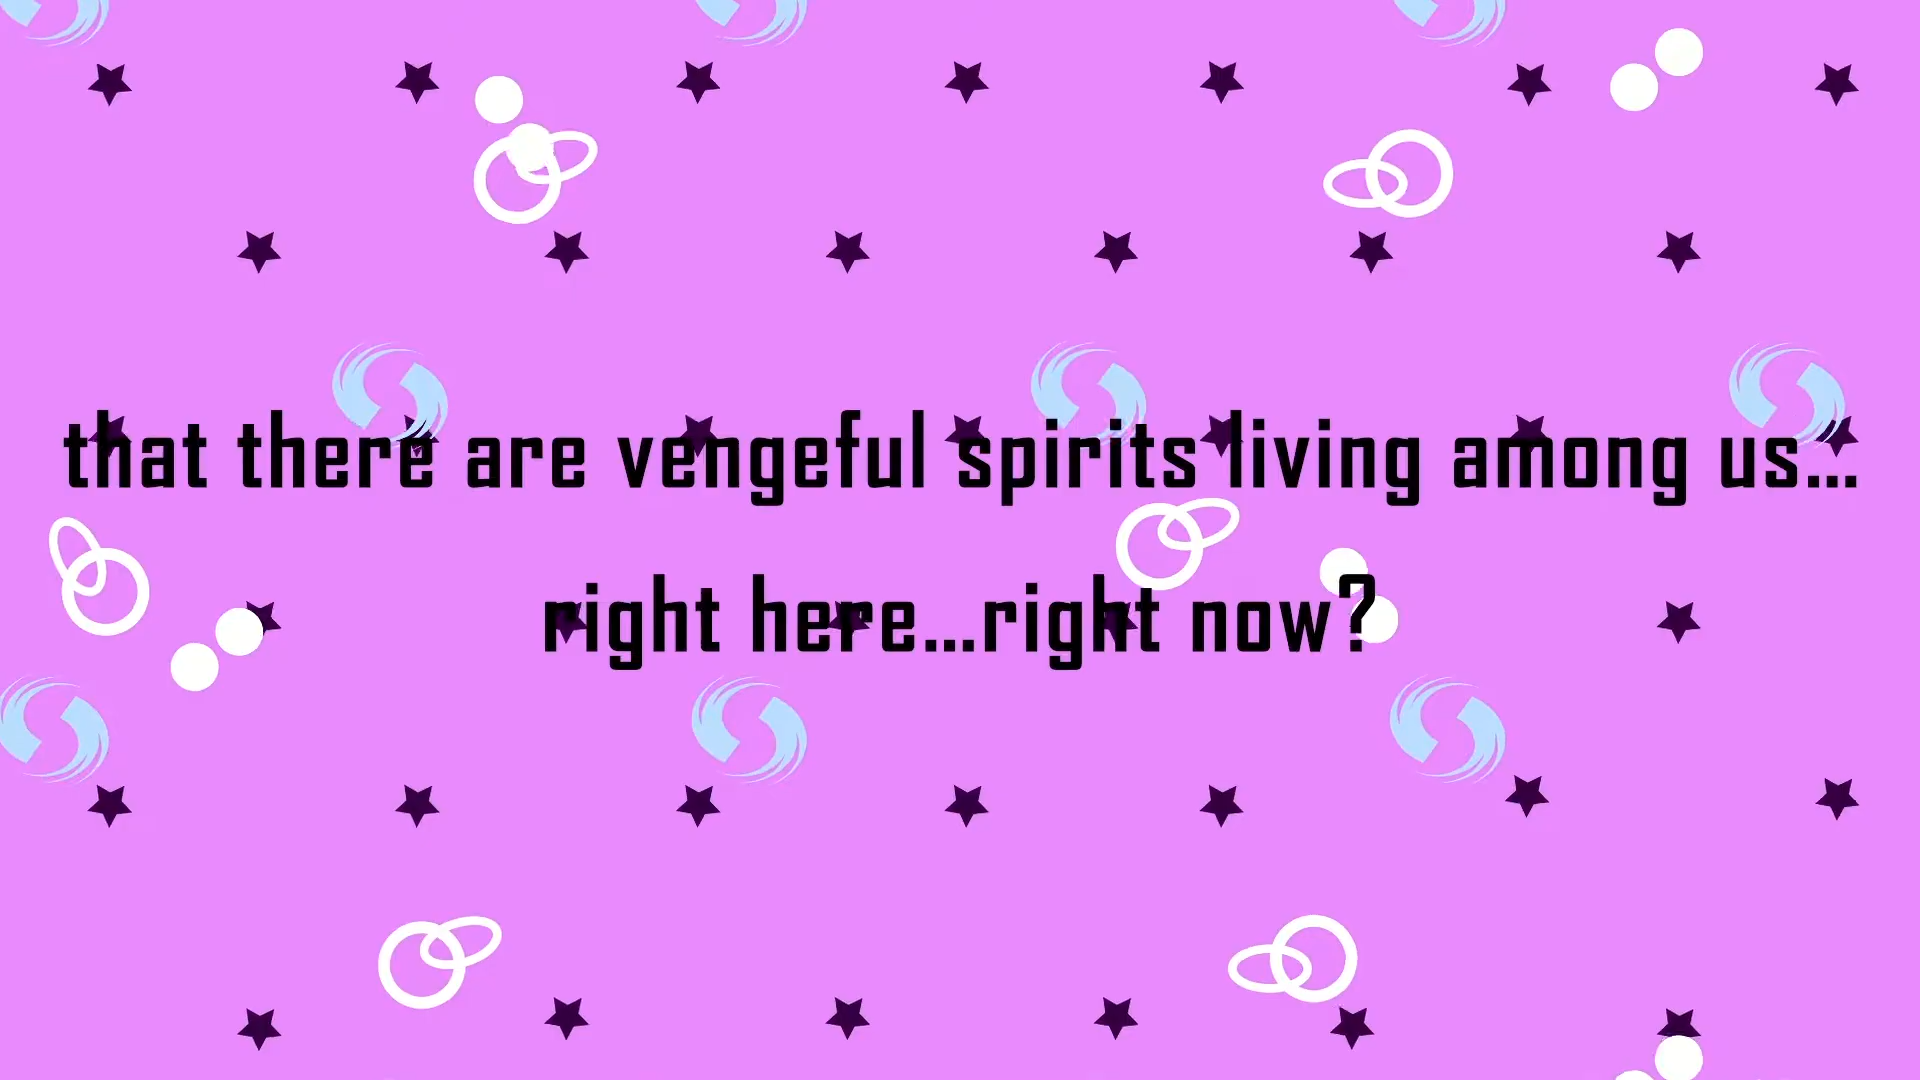 that there are vengeful spirits living among us...
right here...right now?